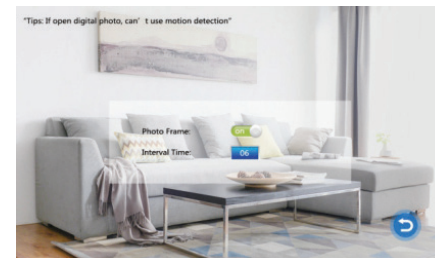 "Tips: If open digital photo, can' t use motion detection"
Photo Frame: ON
Interval Time: 06